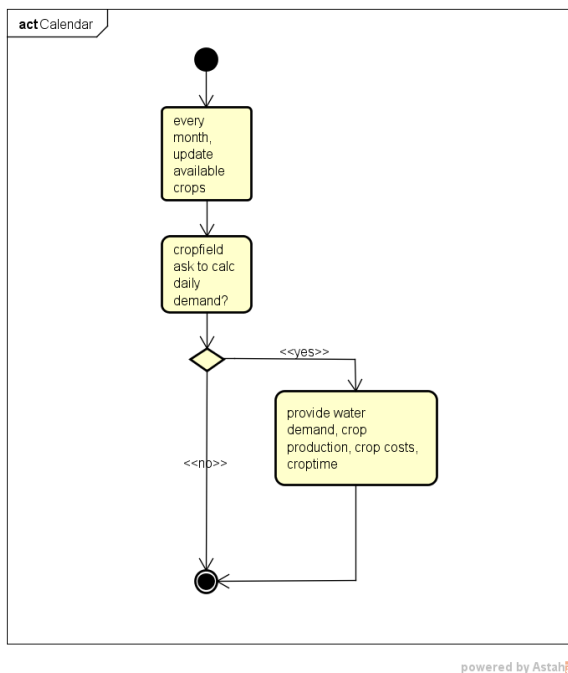 act Calendar
every
month,
update
available
crops
cropfield
ask to calc
daily
demand?
<<yes>>
provide water
demand, crop
production, crop costs,
croptime
<<no>>
powered by Astah